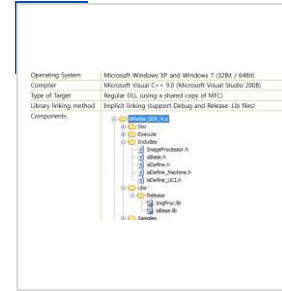 Operating System Microsoft Windows XP and Windows 7 (32Bit / 64Bit)
Compiler Microsoft Visual C++ 9.0 (Microsoft Visual Studio 2008)
Type of Target Regular DLL (using a shared copy of MFC)
Library linking method Implicit linking (support Debug and Release .Lib files)
Components
Doc
Execute
Includes
ImageProcessor.h
isBase.h
isDefine.h
isDefine_Machine.h
isDefine_UCI.h
Libs
Release
ImgProc.lib
isBase.lib
Samples